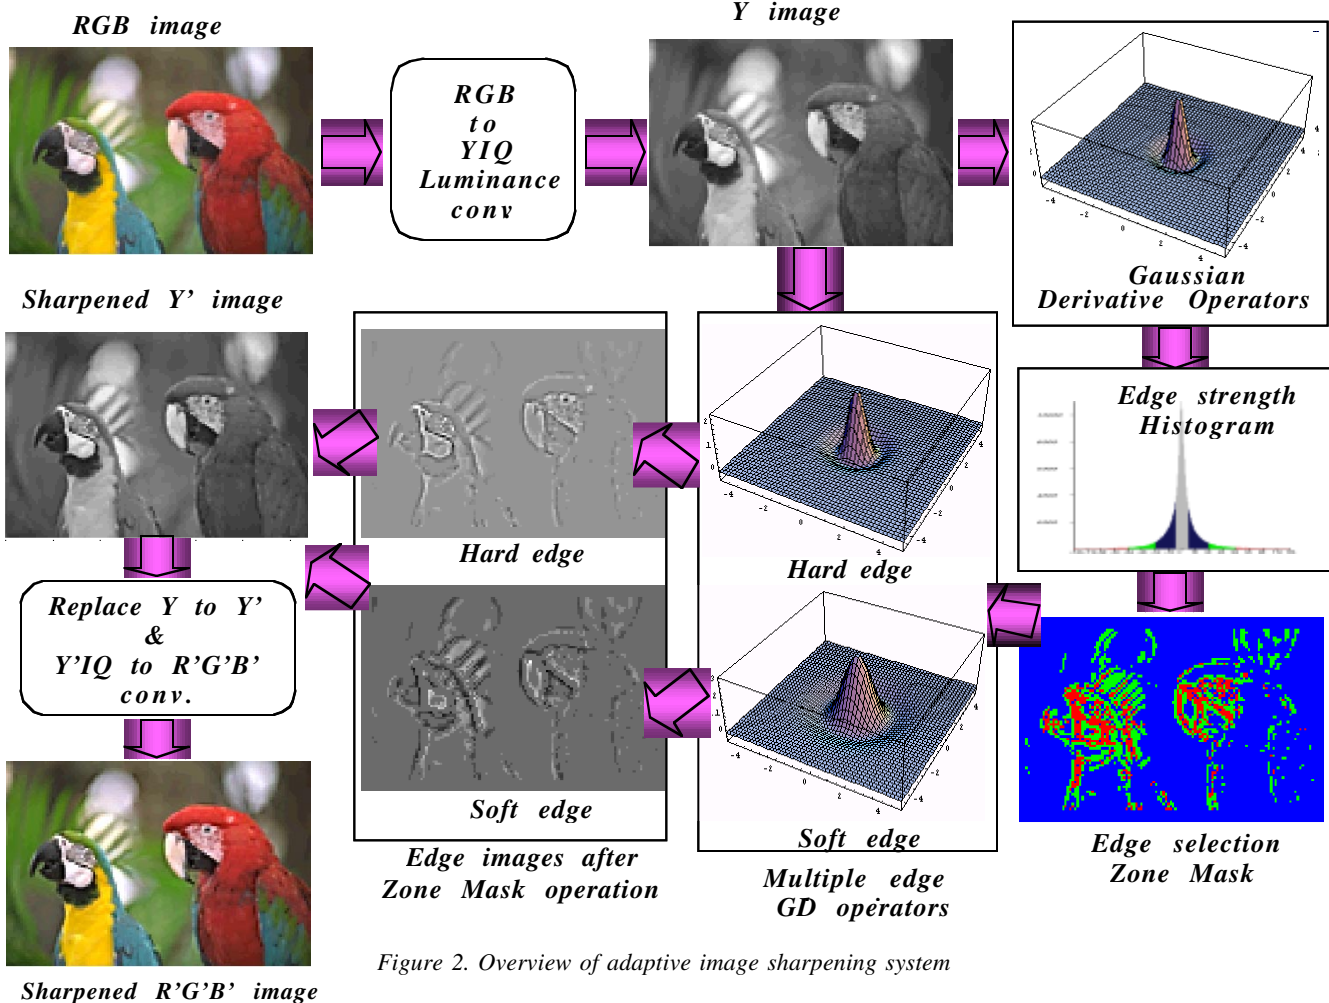 RGB image
Y image
RGB
to
YIQ
Luminance
conv.
Gaussian
Derivative Operators
Sharpened Y' image
Edge strength
Histogram
Hard edge
Hard edge
Replace Y to Y'
&
Y'IQ to R'G'B'
conv.
Soft edge
Soft edge
Edge images after
Zone Mask operation
Multiple edge
GD operators
Edge selection
Zone Mask
Figure 2. Overview of adaptive image sharpening system
Sharpened R'G'B' image